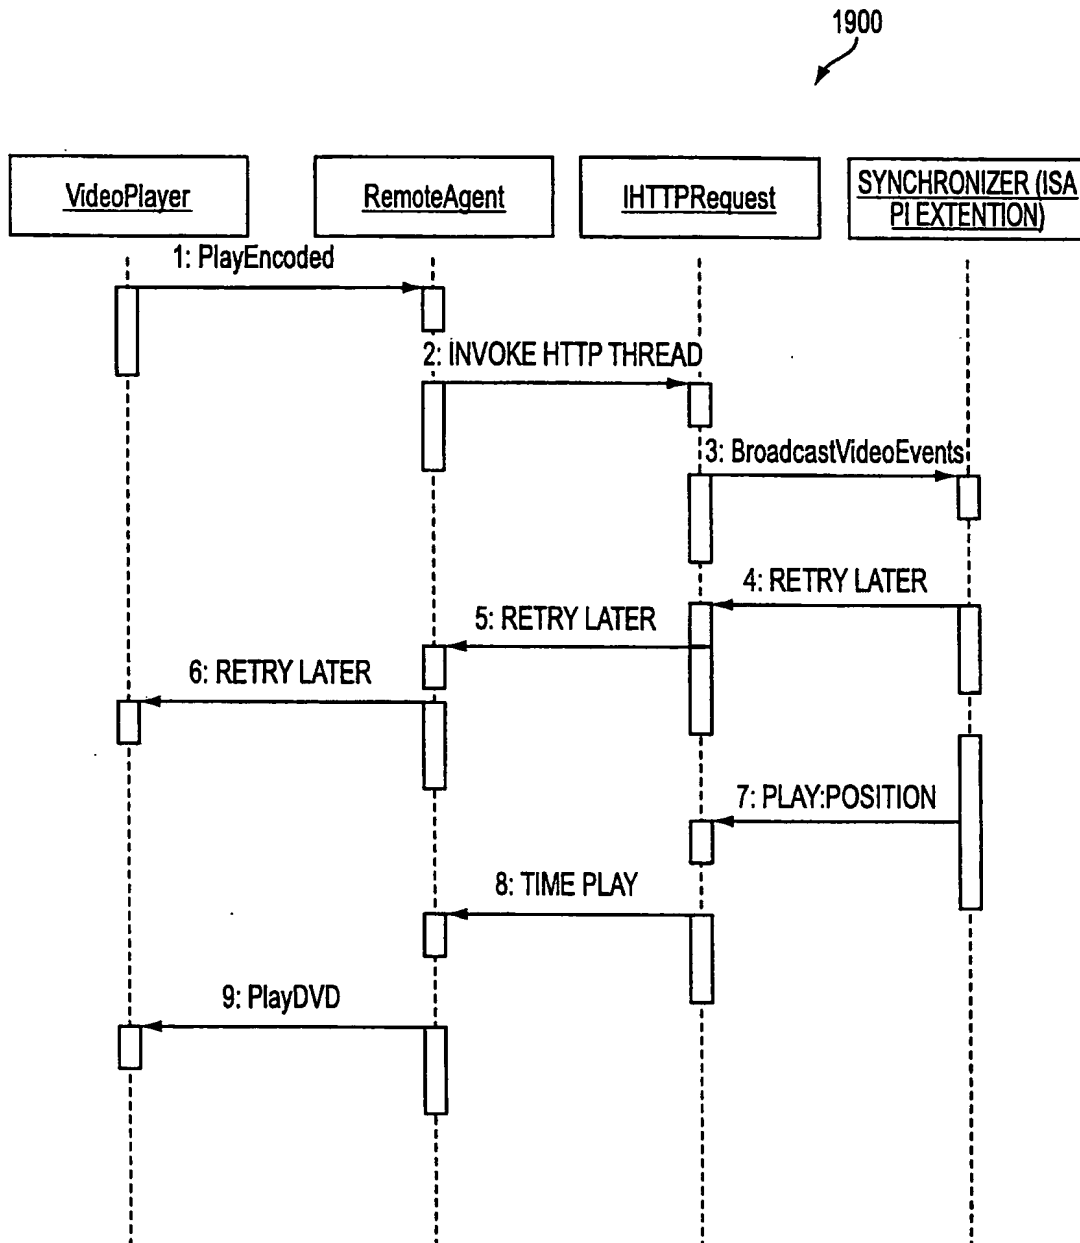 1900
VideoPlayer
RemoteAgent
IHTTPRequest
SYNCHRONIZER (ISA
PI EXTENTION)
1: PlayEncoded
2: INVOKE HTTP THREAD
3: BroadcastVideoEvents
4: RETRY LATER
5: RETRY LATER
6: RETRY LATER
7: PLAY:POSITION
8: TIME PLAY
9: PlayDVD